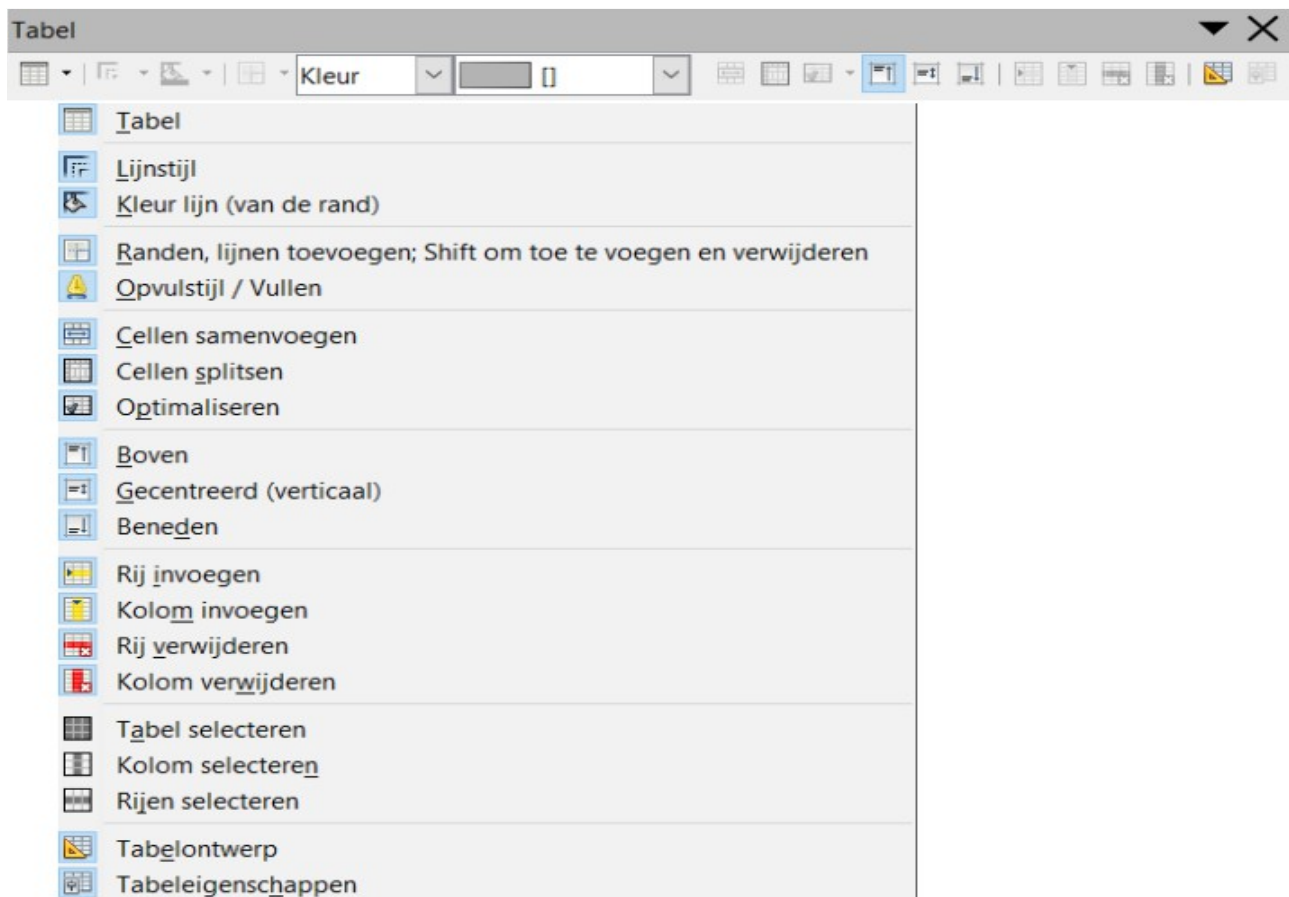 Tabel
Kleur []
Tabel
Lijnstijl
Kleur lijn (van de rand)
Randen, lijnen toevoegen; Shift om toe te voegen en verwijderen
Opvulstijl / Vullen
Cellen samenvoegen
Cellen splitsen
Optimaliseren
Boven
Gecentreerd (verticaal)
Beneden
Rij invoegen
Kolom invoegen
Rij verwijderen
Kolom verwijderen
Tabel selecteren
Kolom selecteren
Rijen selecteren
Tabelontwerp
Tabeleigenschappen